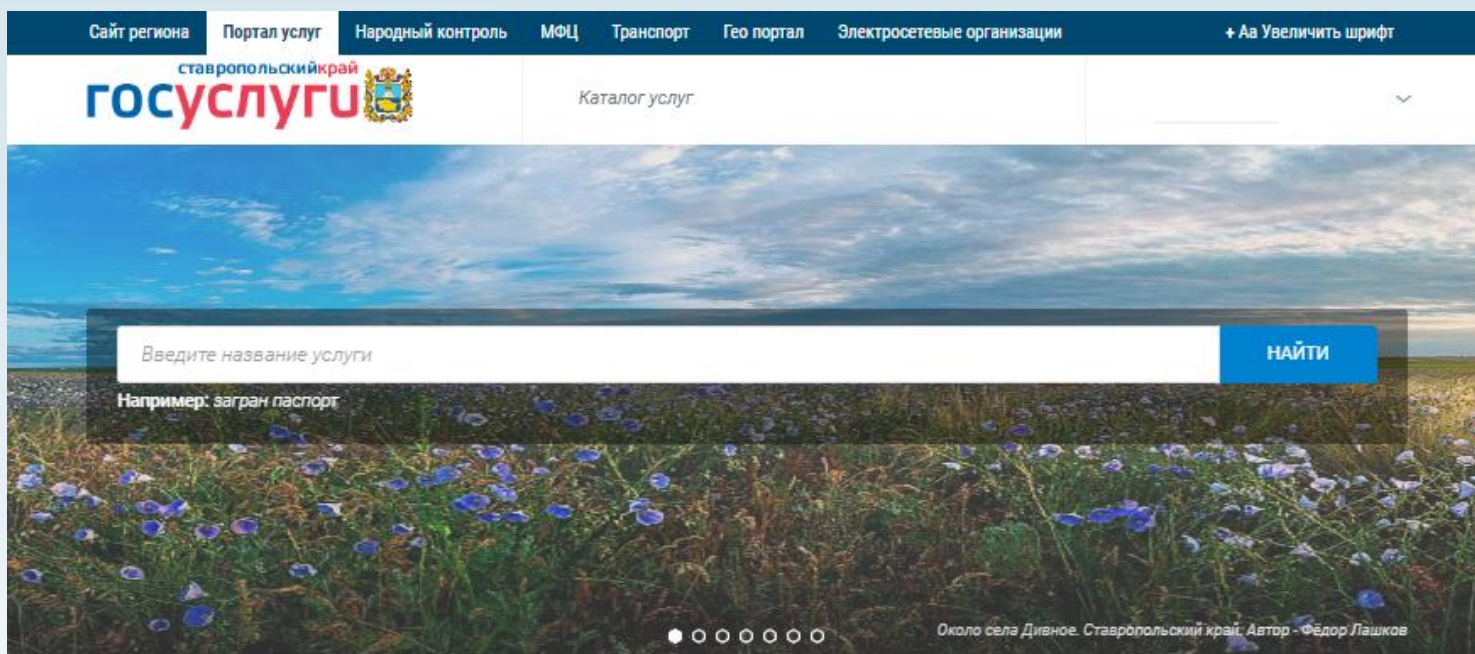 Сайт региона Портал услуг Народный контроль МФЦ Транспорт Гео портал Электросетевые организации + Аа Увеличить шрифт
ставропольскийкрай
госуслуги
Каталог услуг
Введите название услуги
НАЙТИ
Например: загран паспорт
Около села Дивное. Ставропольский край. Автор - Фёдор Лашков